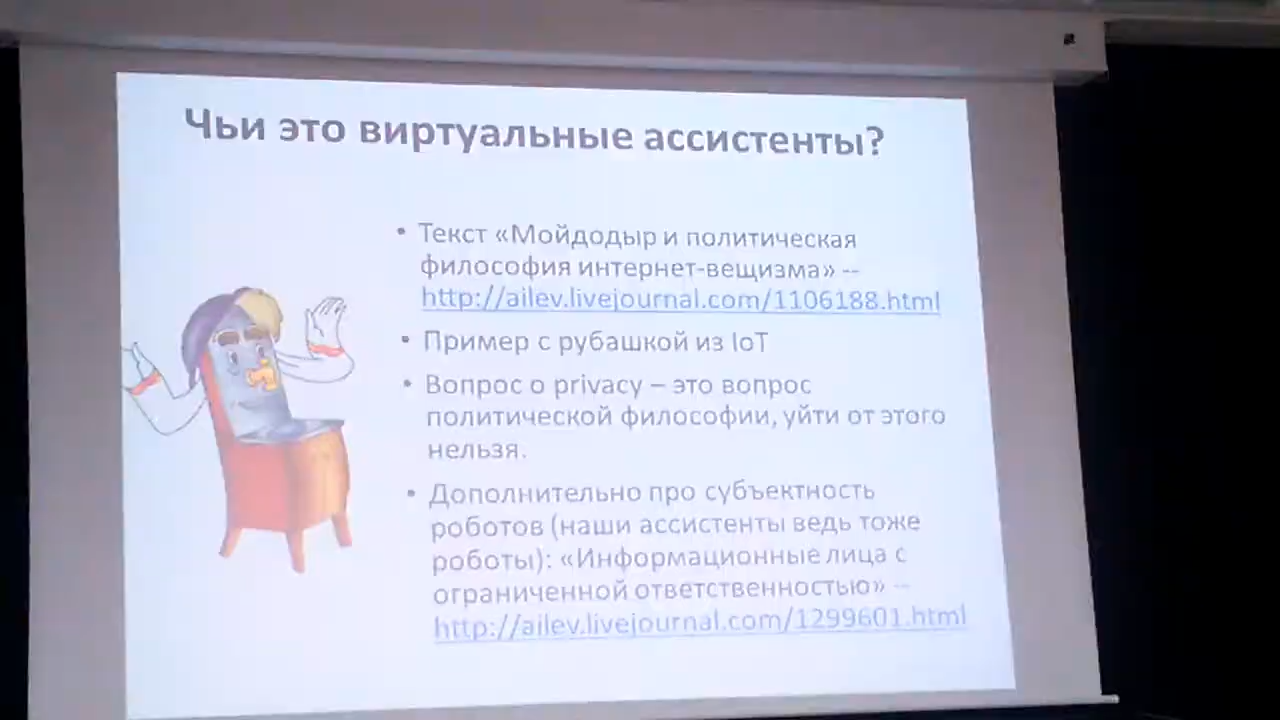 Чьи это виртуальные ассистенты?
• Текст «Мойдодыр и политическая
философия интернет-вещизма» --
http://ailev.livejournal.com/1106188.html
• Пример с рубашкой из IoT
• Вопрос о privacy – это вопрос
политической философии, уйти от этого
нельзя.
• Дополнительно про субъектность
роботов (наши ассистенты ведь тоже
роботы): «Информационные лица с
ограниченной ответственностью» --
http://ailev.livejournal.com/1299601.html